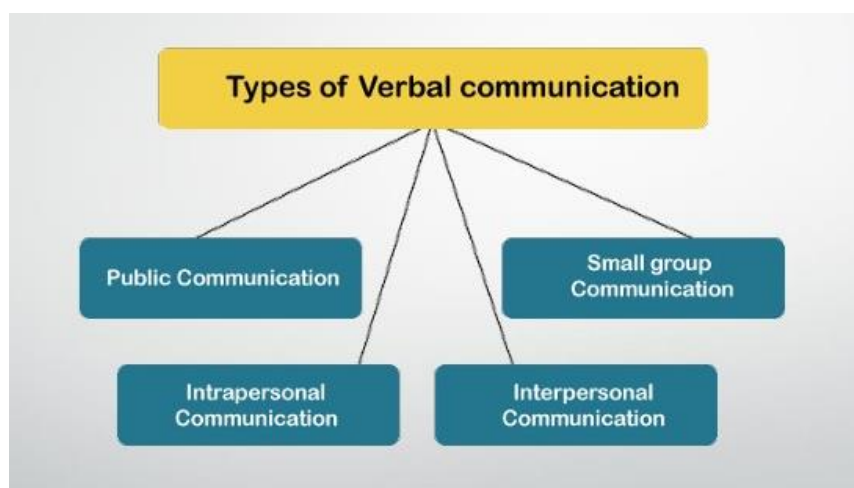 Types of Verbal communication
Public Communication
Small group
Communication
Intrapersonal
Communication
Interpersonal
Communication